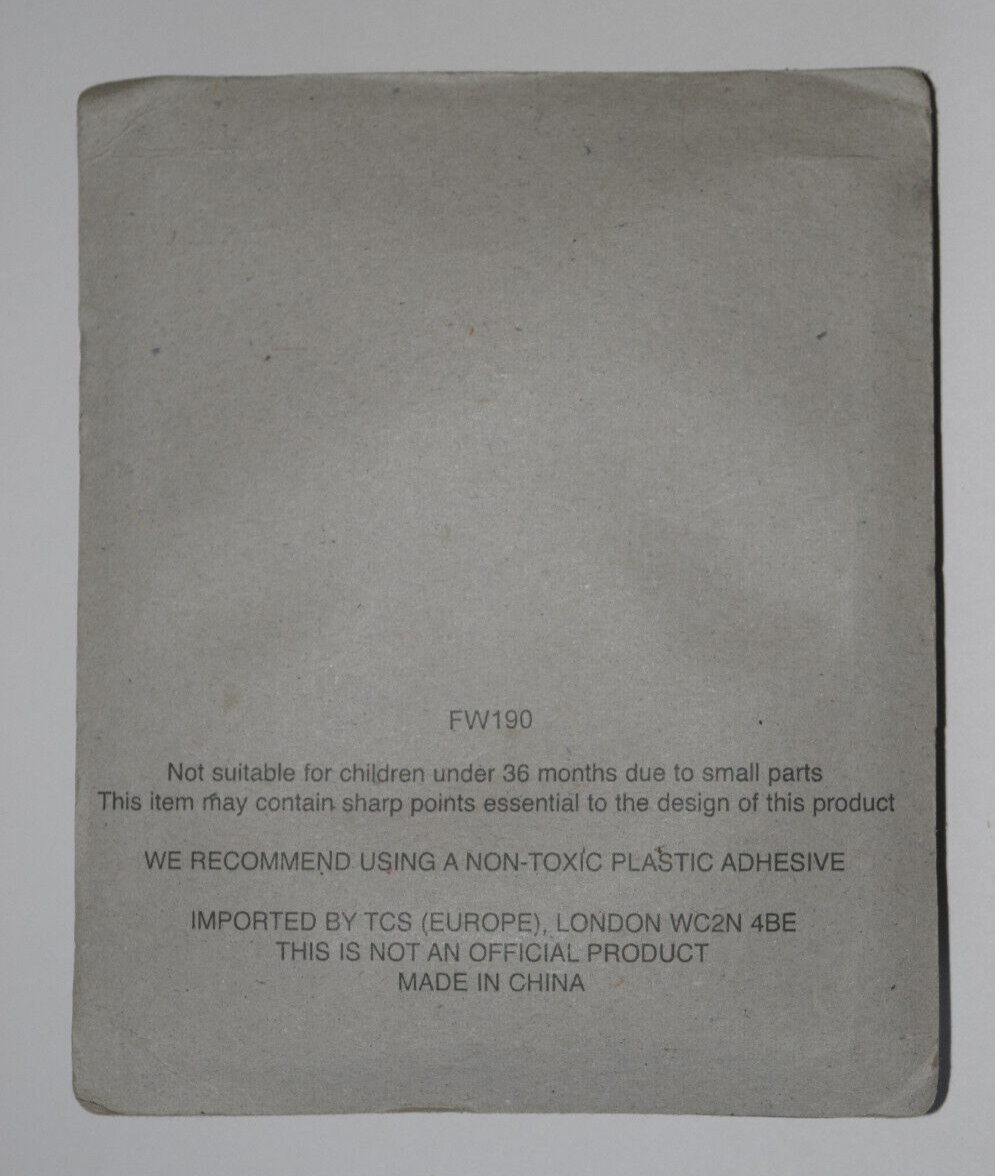 FW190
Not suitable for children under 36 months due to small parts
This item may contain sharp points essential to the design of this product
WE RECOMMEND USING A NON-TOXIC PLASTIC ADHESIVE
IMPORTED BY TCS (EUROPE), LONDON WC2N 4BE
THIS IS NOT AN OFFICIAL PRODUCT
MADE IN CHINA